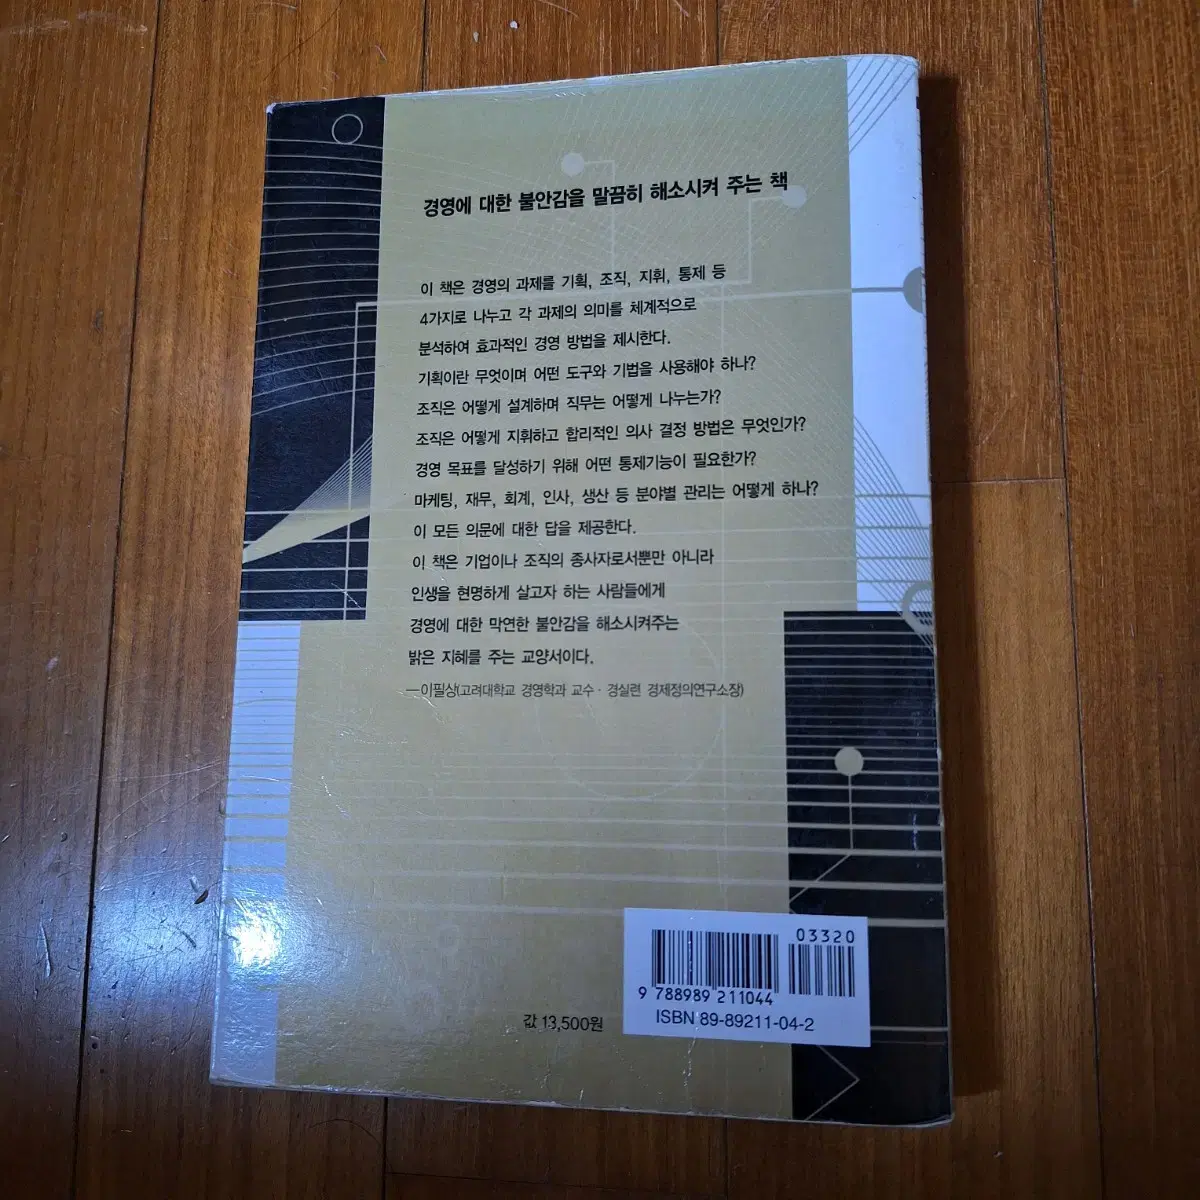 경영에 대한 불안감을 말끔히 해소시켜 주는 책
이 책은 경영의 과제를 기획, 조직, 지휘, 통제 등
4가지로 나누고 각 과제의 의미를 체계적으로
분석하여 효과적인 경영 방법을 제시한다.
기획이란 무엇이며 어떤 도구와 기법을 사용해야 하나?
조직은 어떻게 설계하며 직무는 어떻게 나누는가?
조직은 어떻게 지휘하고 합리적인 의사 결정 방법은 무엇인가?
경영 목표를 달성하기 위해 어떤 통제기능이 필요한가?
마케팅, 재무, 회계, 인사, 생산 등 분야별 관리는 어떻게 하나?
이 모든 의문에 대한 답을 제공한다.
이 책은 기업이나 조직의 종사자로서뿐만 아니라
인생을 현명하게 살고자 하는 사람들에게
경영에 대한 막연한 불안감을 해소시켜주는
밝은 지혜를 주는 교양서이다.
―이필상(고려대학교 경영학과 교수 · 경실련 경제정의연구소장)
03320
9 788989 211044
ISBN 89-89211-04-2
값 13,500원